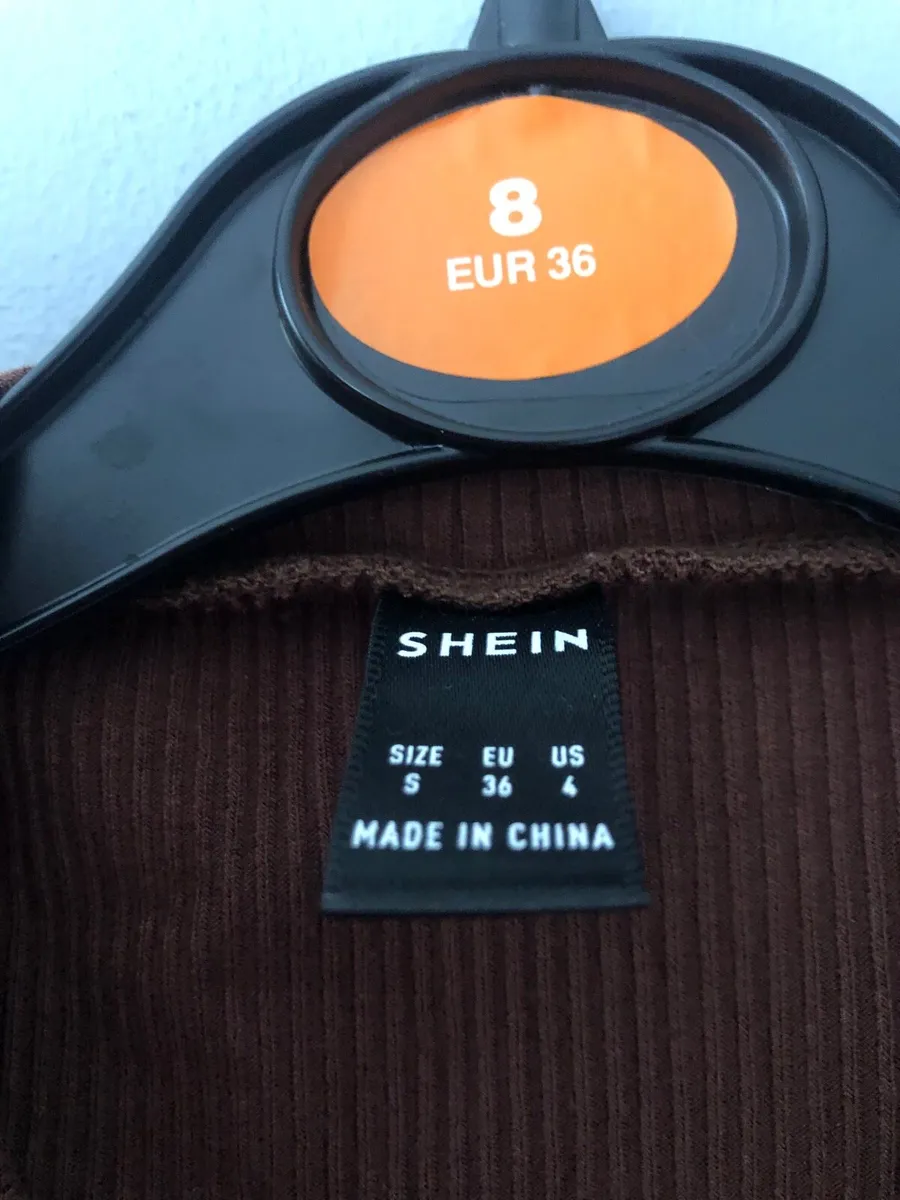 8
EUR 36
SHEIN
SIZE EU US
S 36 4
MADE IN CHINA